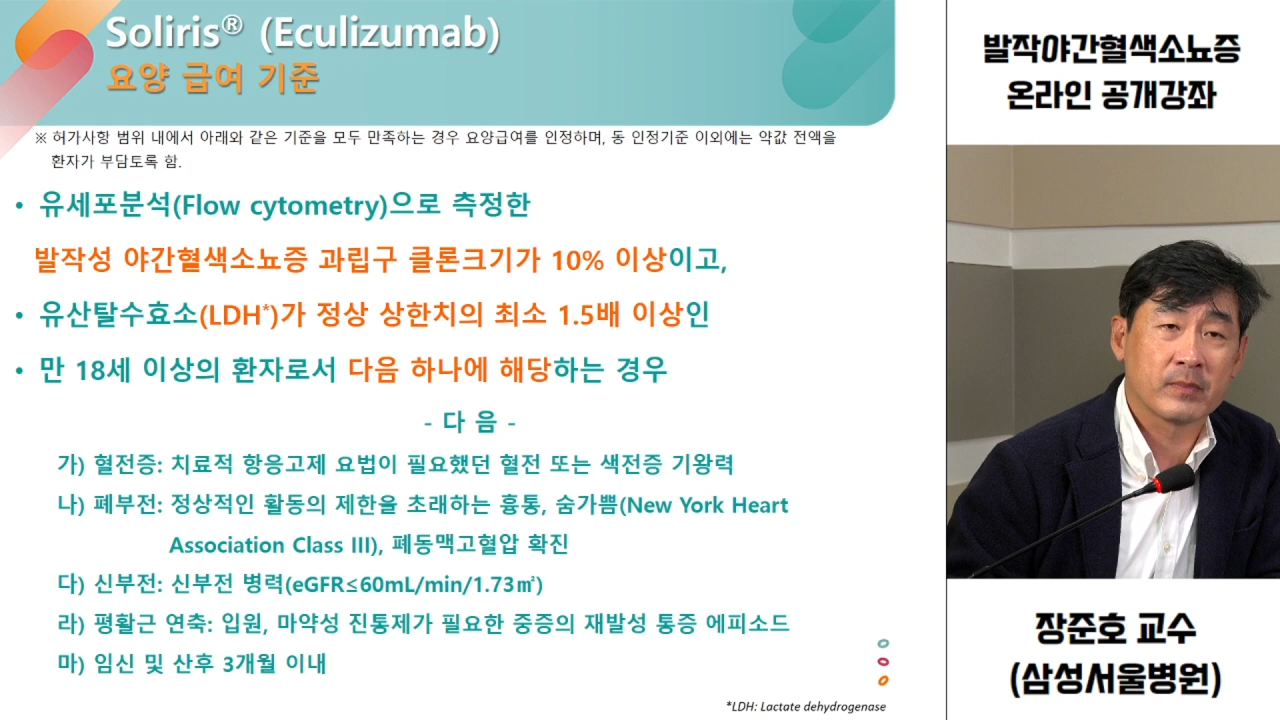 Soliris® (Eculizumab)
요양 급여 기준
※ 허가사항 범위 내에서 아래와 같은 기준을 모두 만족하는 경우 요양급여를 인정하며, 동 인정기준 이외에는 약값 전액을
환자가 부담토록 함.
• 유세포분석(Flow cytometry)으로 측정한
발작성 야간혈색소뇨증 과립구 클론크기가 10% 이상이고,
• 유산탈수효소(LDH*)가 정상 상한치의 최소 1.5배 이상인
• 만 18세 이상의 환자로서 다음 하나에 해당하는 경우
- 다 음 -
가) 혈전증: 치료적 항응고제 요법이 필요했던 혈전 또는 색전증 기왕력
나) 폐부전: 정상적인 활동의 제한을 초래하는 흉통, 숨가쁨(New York Heart
Association Class III), 폐동맥고혈압 확진
다) 신부전: 신부전 병력(eGFR≤60mL/min/1.73㎡)
라) 평활근 연축: 입원, 마약성 진통제가 필요한 중증의 재발성 통증 에피소드
마) 임신 및 산후 3개월 이내
*LDH: Lactate dehydrogenase
발작야간혈색소뇨증
온라인 공개강좌
장준호 교수
(삼성서울병원)